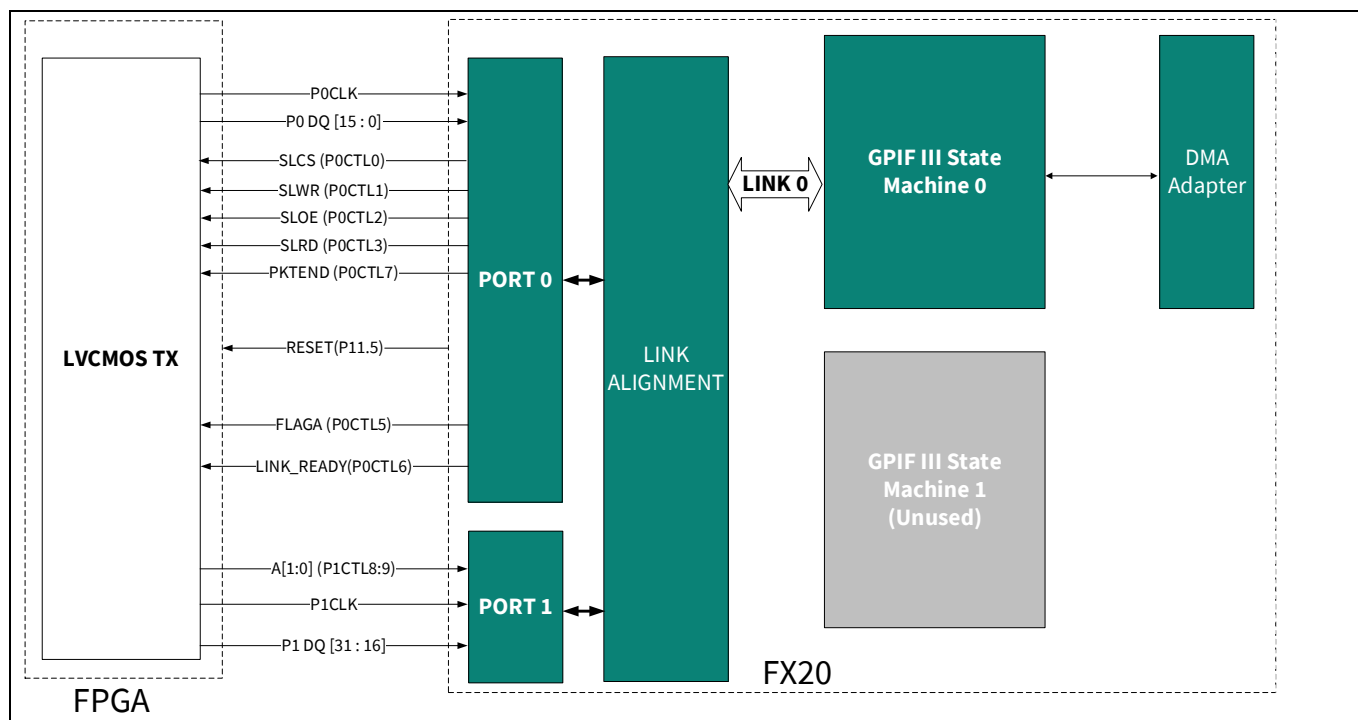 P0CLK
P0 DQ [15 : 0]
SLCS (P0CTL0)
SLWR (P0CTL1)
SLOE (P0CTL2)
SLRD (P0CTL3)
PKTEND (P0CTL7)
RESET(P11.5)
FLAGA (P0CTL5)
LINK_READY(P0CTL6)
A[1:0] (P1CTL8:9)
P1CLK
P1 DQ [31 : 16]
LVCMOS TX
FPGA
PORT 0
PORT 1
LINK
ALIGNMENT
LINK 0
GPIF III State
Machine 0
DMA
Adapter
GPIF III State
Machine 1
(Unused)
FX20